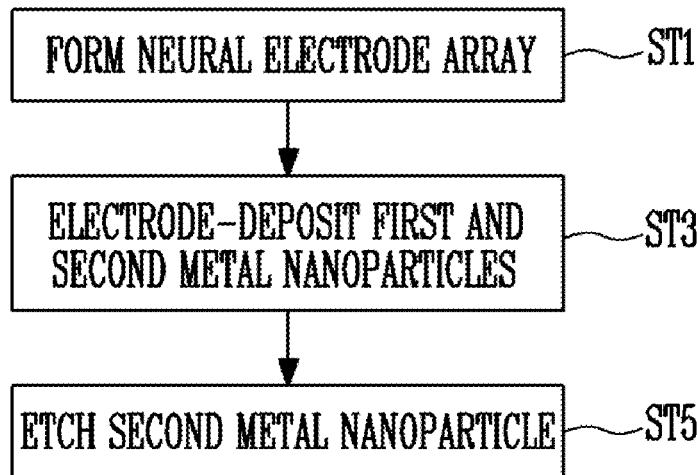 FORM NEURAL ELECTRODE ARRAY
ST1
ELECTRODE-DEPOSIT FIRST AND
SECOND METAL NANOPARTICLES
ST3
ETCH SECOND METAL NANOPARTICLE
ST5